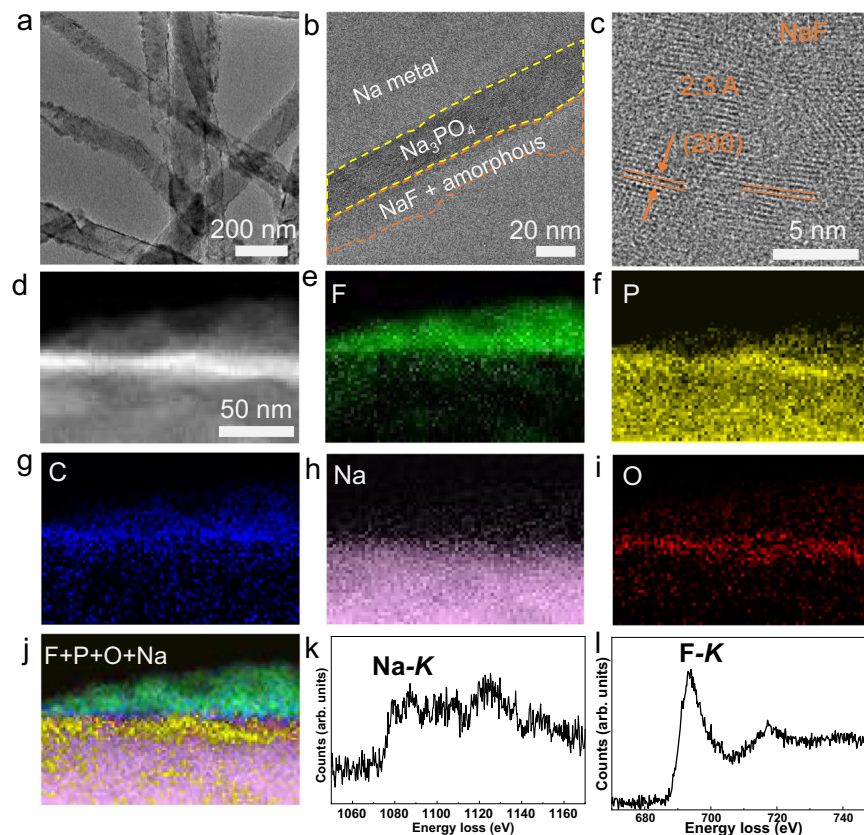 a
200 nm
b
Na metal
Na₃PO₄
NaF + amorphous
20 nm
c
NaF
2.3 A
(200)
5 nm
d
50 nm
e
F
f
P
g
C
h
Na
i
O
j
F+P+O+Na
k
Na-K
Counts (arb. units)
1060 1080 1100 1120 1140 1160
Energy loss (eV)
l
F-K
Counts (arb. units)
680 700 720 740
Energy loss (eV)